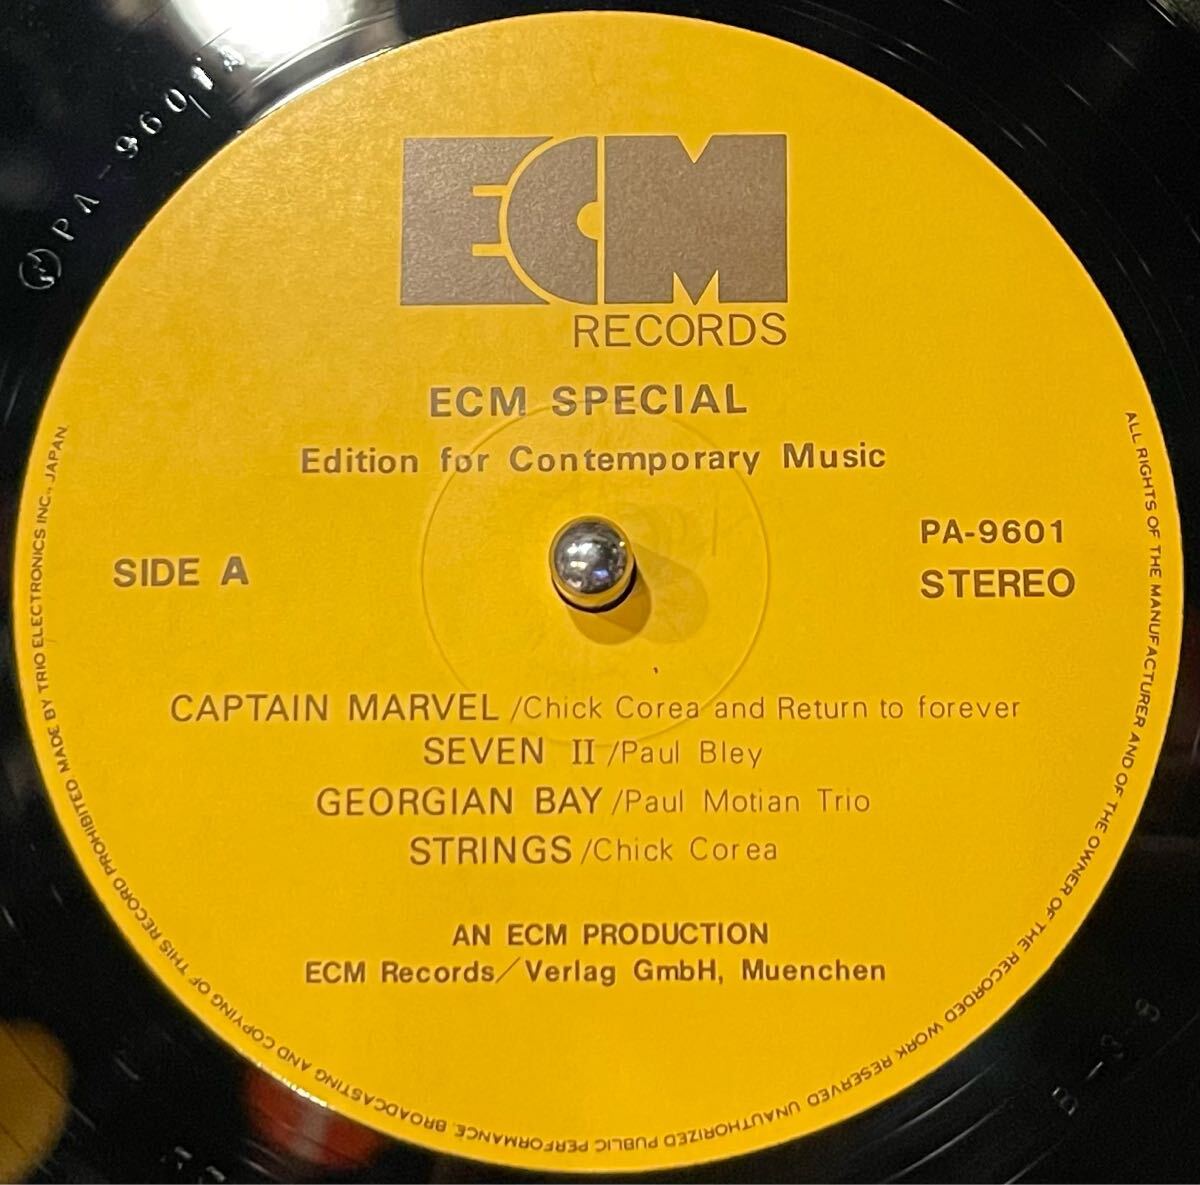 PA-9601
ECM
RECORDS
ECM SPECIAL
Edition for Contemporary Music
SIDE A
PA-9601
STEREO
CAPTAIN MARVEL/Chick Corea and Return to forever
SEVEN II/Paul Bley
GEORGIAN BAY/Paul Motian Trio
STRINGS/Chick Corea
AN ECM PRODUCTION
ECM Records/Verlag GmbH, Muenchen
ALL RIGHTS OF THE MANUFACTURER AND OF THE OWNER OF THE RECORDED WORK RESERVED UNAUTHORIZED PUBLIC PERFORMANCE, BROADCASTING AND COPYING OF THIS RECORD PROHIBITED. MADE BY TRIO ELECTRONICS INC., JAPAN.